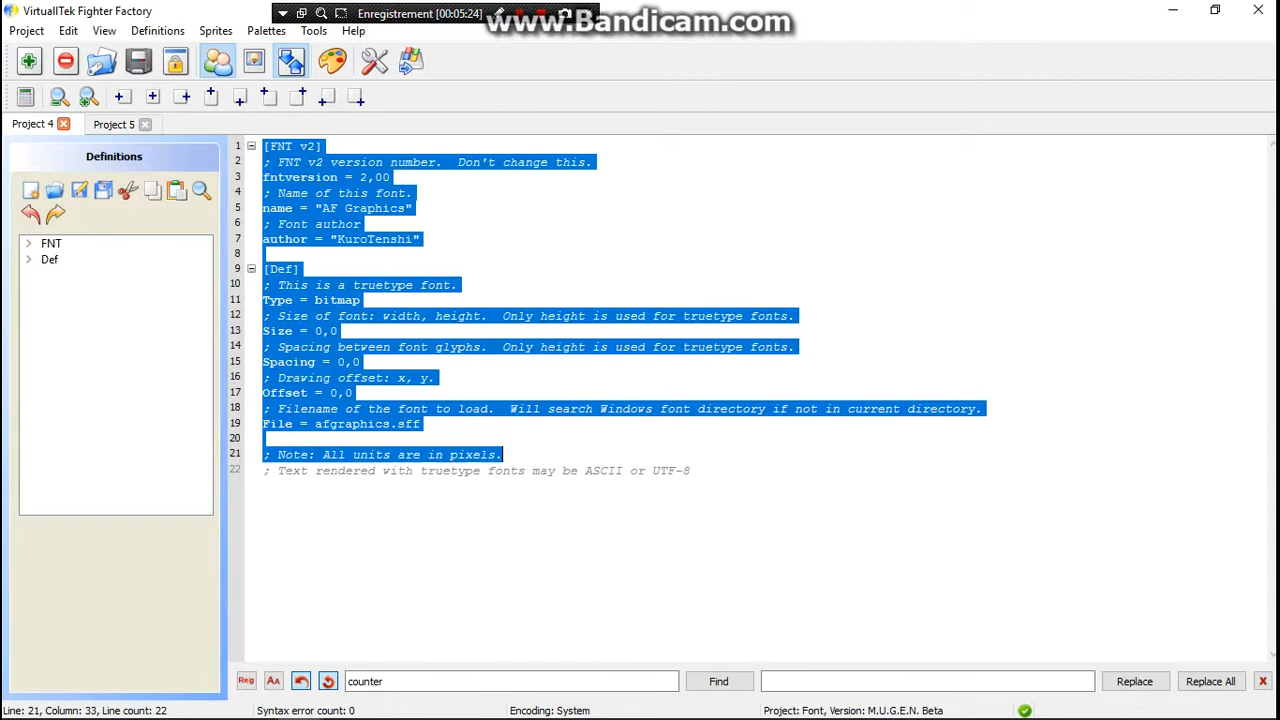 VirtuallTek Fighter Factory
Enregistrement [00:05:24]
www.Bandicam.com
Project Edit View Definitions Sprites Palettes Tools Help
Project 4 Project 5
Definitions
FNT
Def
1 [FNT v2]
2 ; FNT v2 version number. Don't change this.
3 fntversion = 2,00
4 ; Name of this font.
5 name = "AF Graphics"
6 ; Font author
7 author = "KuroTenshi"
8
9 [Def]
10 ; This is a truetype font.
11 Type = bitmap
12 ; Size of font: width, height. Only height is used for truetype fonts.
13 Size = 0,0
14 ; Spacing between font glyphs. Only height is used for truetype fonts.
15 Spacing = 0,0
16 ; Drawing offset: x, y.
17 Offset = 0,0
18 ; Filename of the font to load. Will search Windows font directory if not in current directory.
19 File = afgraphics.sff
20
21 ; Note: All units are in pixels.
22 ; Text rendered with truetype fonts may be ASCII or UTF-8
Reg AA counter Find Replace Replace All
Line: 21, Column: 33, Line count: 22 Syntax error count: 0 Encoding: System Project: Font, Version: M.U.G.E.N. Beta